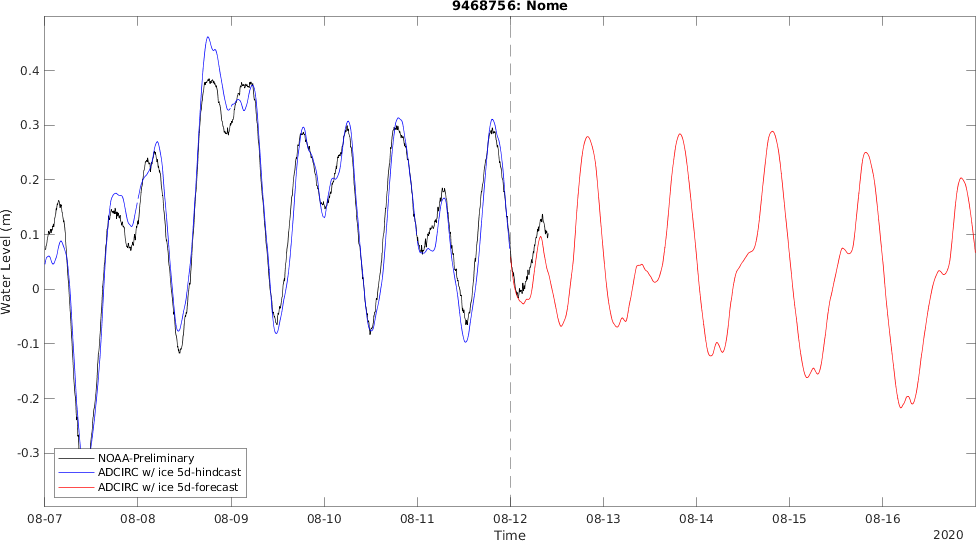 9468756: Nome
Water Level (m)
0.4
0.3
0.2
0.1
0
-0.1
-0.2
-0.3
NOAA-Preliminary
ADCIRC w/ ice 5d-hindcast
ADCIRC w/ ice 5d-forecast
08-07 08-08 08-09 08-10 08-11 08-12 08-13 08-14 08-15 08-16
Time
2020